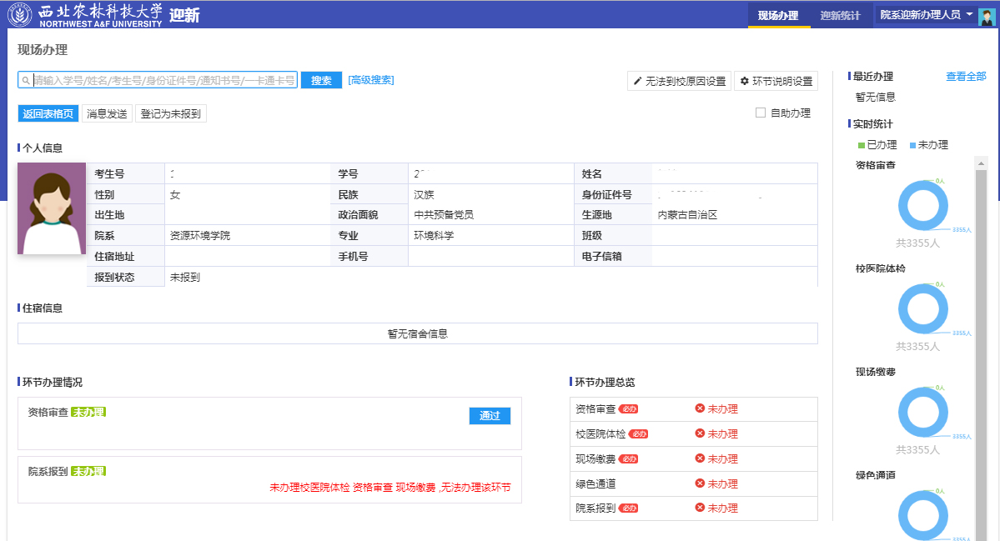 西北农林科技大学 迎新
NORTHWEST A&F UNIVERSITY
现场办理 迎新统计 院系迎新办理人员
现场办理
请输入学号/姓名/考生号/身份证件号/通知书号/一卡通卡号 搜索 [高级搜索]
无法到校原因设置 环节说明设置
返回表格页 消息发送 登记为未报到
自助办理
个人信息
考生号 学号 姓名
性别 女 民族 汉族 身份证件号
出生地 政治面貌 中共预备党员 生源地 内蒙古自治区
院系 资源环境学院 专业 环境科学 班级
住宿地址 手机号 电子信箱
报到状态 未报到
住宿信息
暂无宿舍信息
环节办理情况
资格审查 未办理 通过
院系报到 未办理
未办理校医院体检 资格审查 现场缴费 ,无法办理该环节
环节办理总览
资格审查 必办 未办理
校医院体检 必办 未办理
现场缴费 必办 未办理
绿色通道 未办理
院系报到 必办 未办理
最近办理 查看全部
暂无信息
实时统计
已办理 未办理
资格审查
0人
3355人
共3355人
校医院体检
0人
3355人
共3355人
现场缴费
0人
3355人
共3355人
绿色通道
0人
3355人